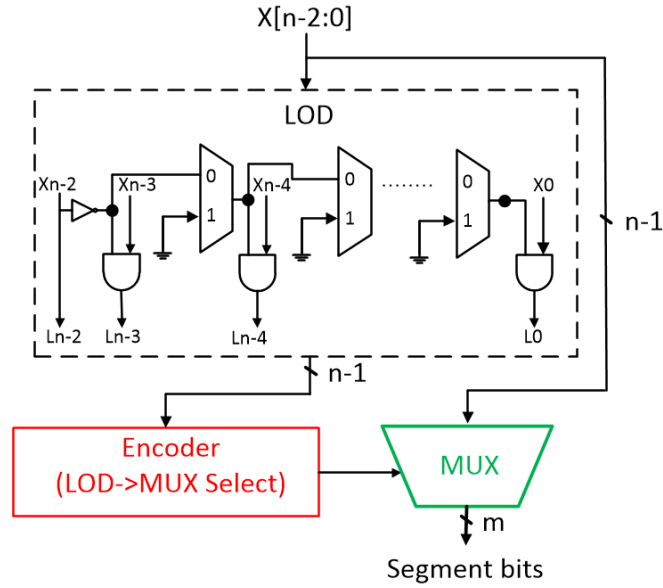 X[n-2:0]
LOD
Xn-2 Xn-3 0 1 Xn-4 0 1 ........ 0 1 X0
Ln-2 Ln-3 Ln-4 L0
n-1
n-1
Encoder
(LOD->MUX Select)
MUX
m
Segment bits